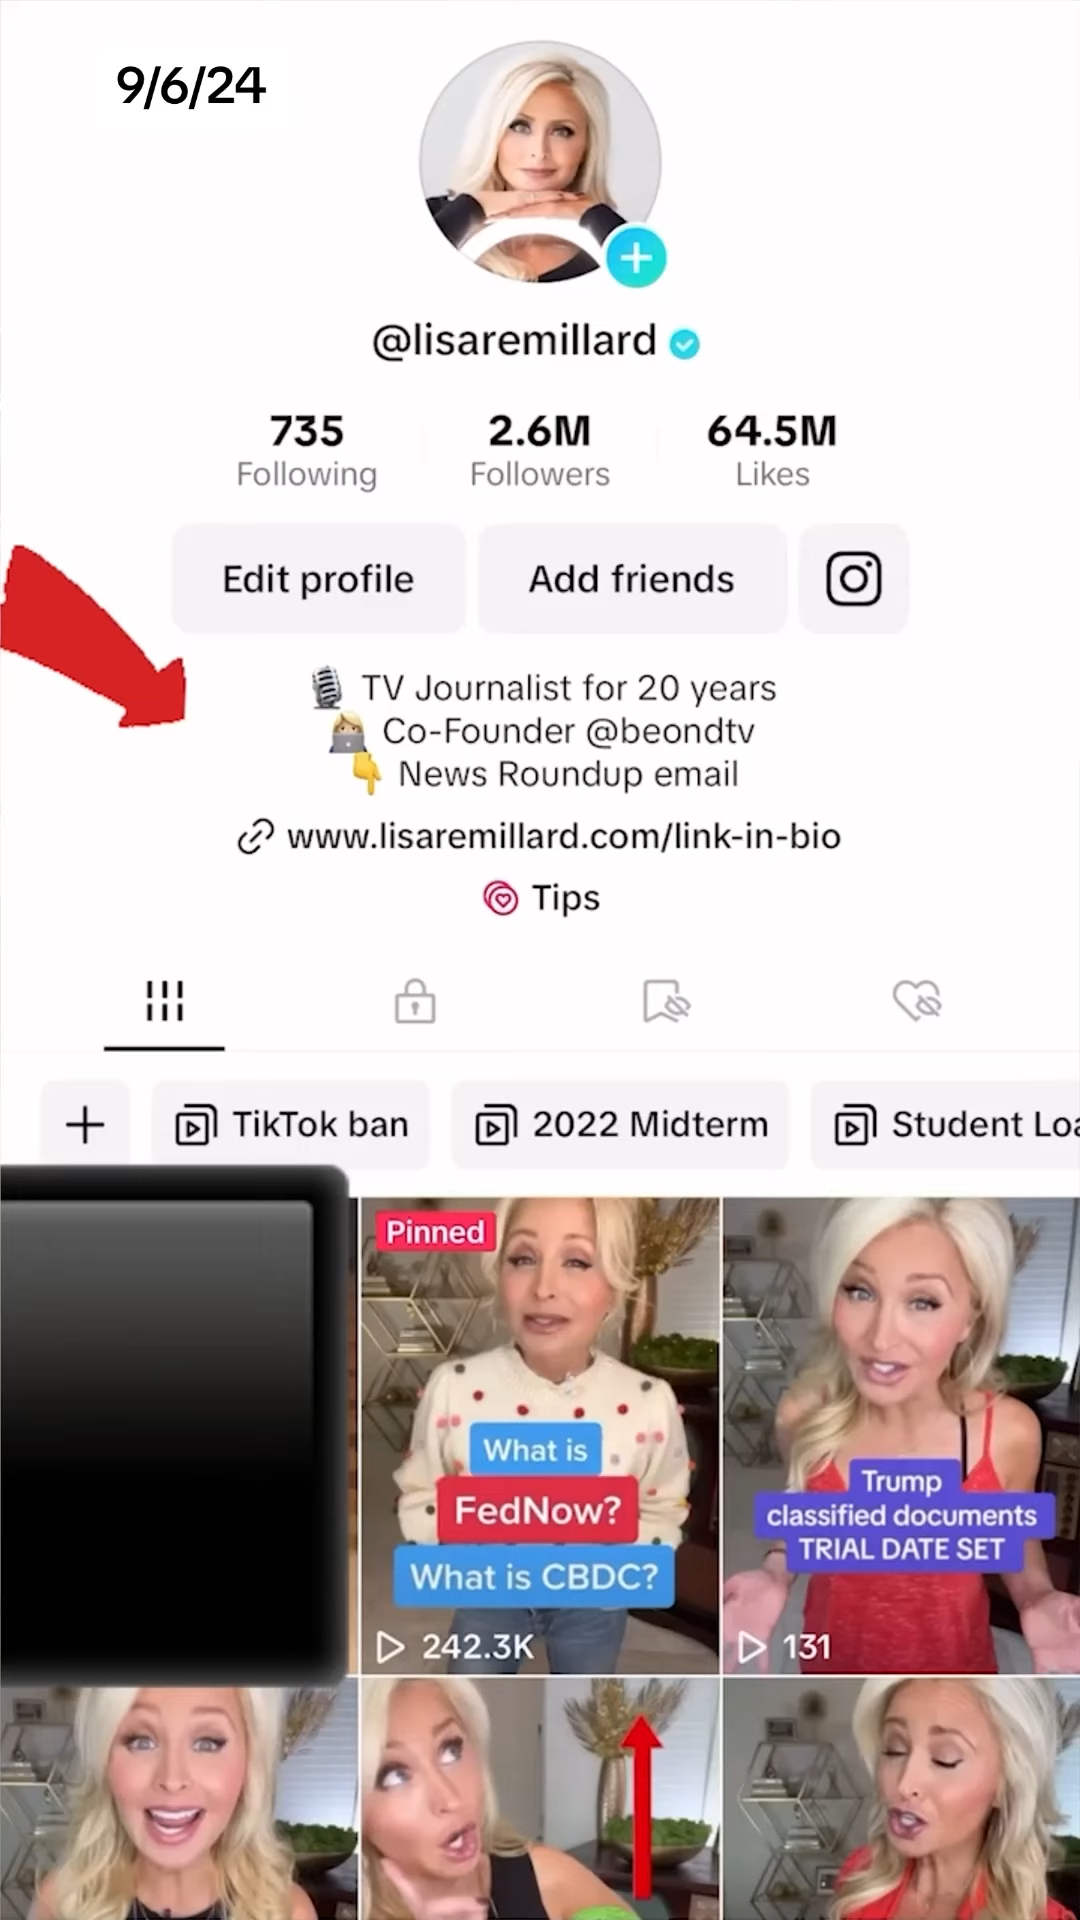 9/6/24
@lisaremillard
735
Following
2.6M
Followers
64.5M
Likes
Edit profile
Add friends
TV Journalist for 20 years
Co-Founder @beondtv
News Roundup email
www.lisaremillard.com/link-in-bio
Tips
TikTok ban
2022 Midterm
Student Loa
Pinned
What is
FedNow?
What is CBDC?
242.3K
Trump
classified documents
TRIAL DATE SET
131